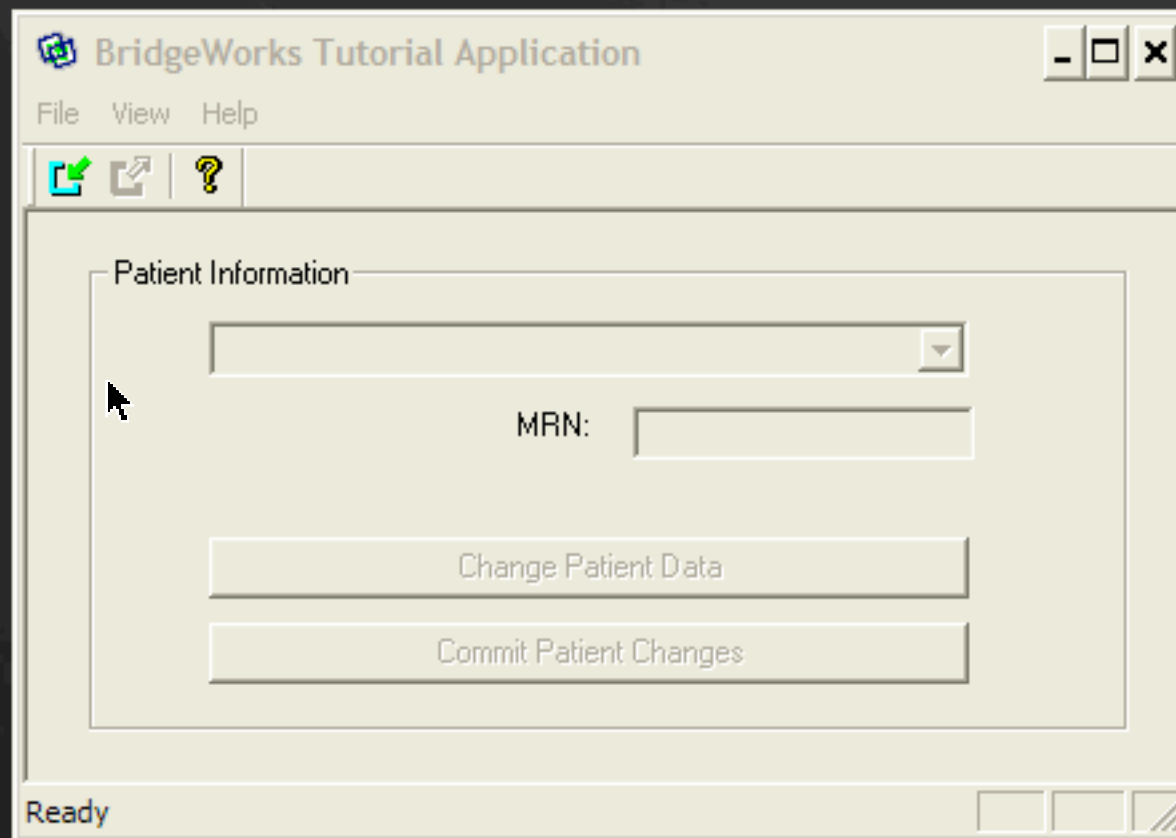 BridgeWorks Tutorial Application
File View Help
Patient Information
MRN:
Change Patient Data
Commit Patient Changes
Ready